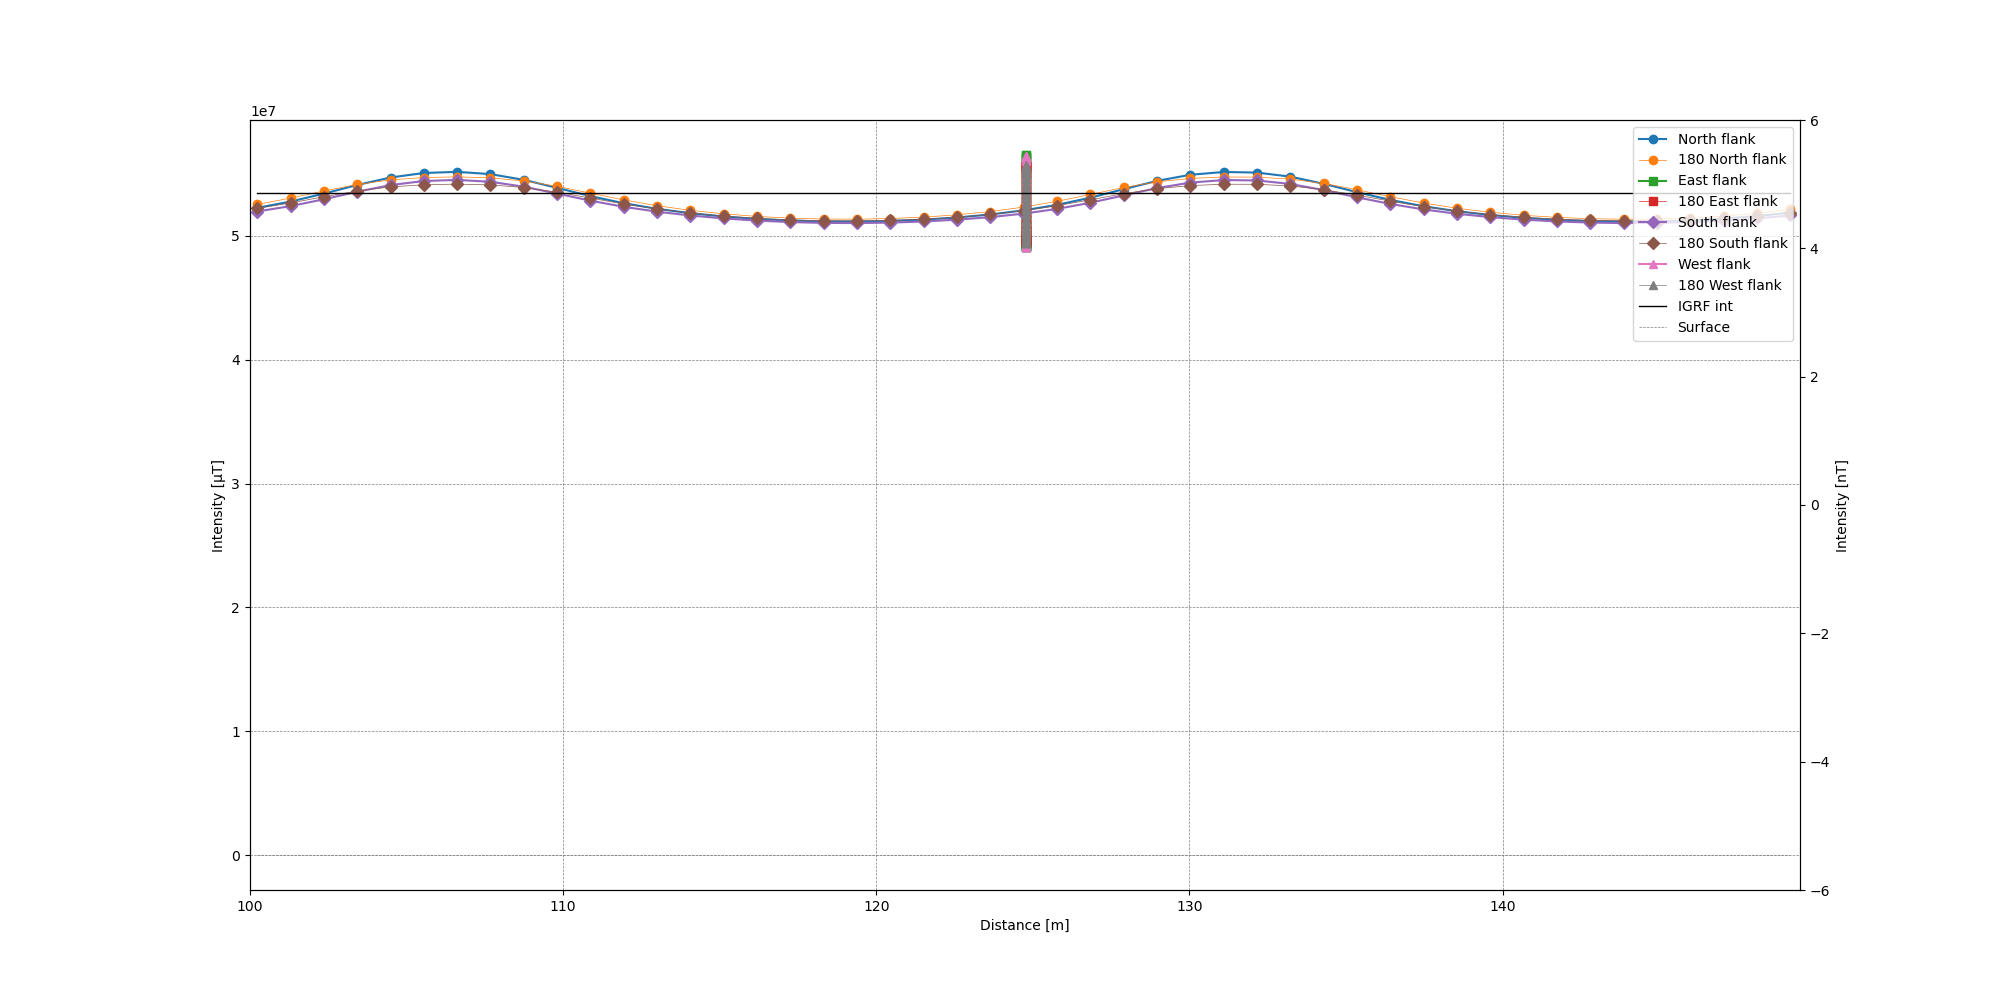 1e7
6
North flank
180 North flank
East flank
180 East flank
South flank
180 South flank
West flank
180 West flank
IGRF int
Surface
5
4
3
2
1
0
4
2
0
−2
−4
−6
Intensity [μT]
Intensity [nT]
100
110
120
130
140
Distance [m]